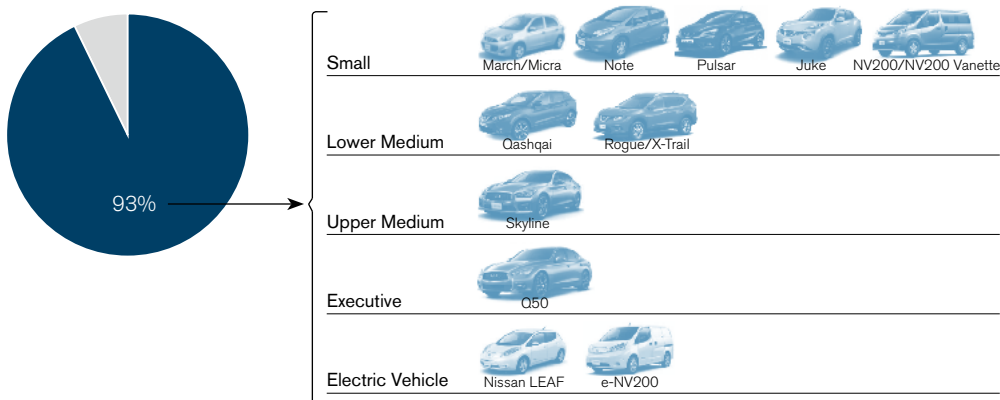 93%
Small
March/Micra
Note
Pulsar
Juke
NV200/NV200 Vanette
Lower Medium
Qashqai
Rogue/X-Trail
Upper Medium
Skyline
Executive
Q50
Electric Vehicle
Nissan LEAF
e-NV200